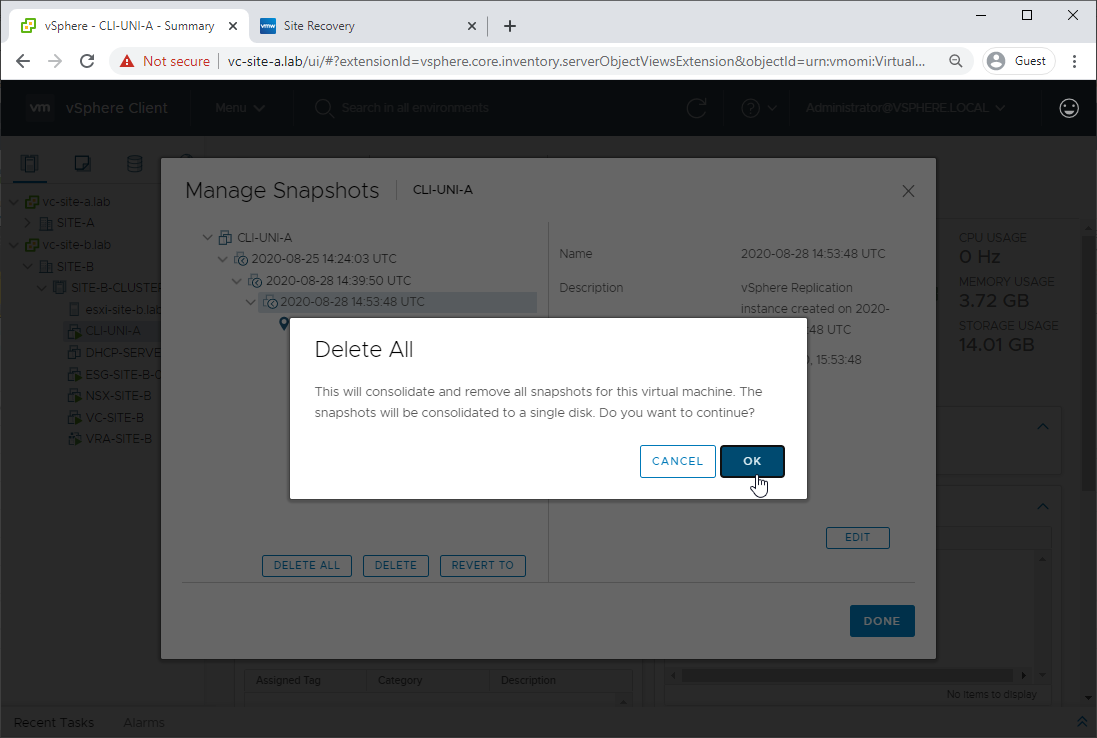 vSphere - CLI-UNI-A - Summary
vmw Site Recovery
Not secure
vc-site-a.lab/ui/#?extensionId=vsphere.core.inventory.serverObjectViewsExtension&objectId=urn:vmomi:Virtual...
Guest
vm vSphere Client
Menu
Search in all environments
Administrator@VSPHERE.LOCAL
vc-site-a.lab
SITE-A
vc-site-b.lab
SITE-B
SITE-B-CLUSTER
esxi-site-b.lab
CLI-UNI-A
DHCP-SERVE
ESG-SITE-B-0
NSX-SITE-B
VC-SITE-B
VRA-SITE-B
Manage Snapshots
CLI-UNI-A
CLI-UNI-A
2020-08-25 14:24:03 UTC
2020-08-28 14:39:50 UTC
2020-08-28 14:53:48 UTC
Name
2020-08-28 14:53:48 UTC
Description
vSphere Replication
instance created on 2020-
48 UTC
, 15:53:48
Delete All
This will consolidate and remove all snapshots for this virtual machine. The
snapshots will be consolidated to a single disk. Do you want to continue?
CANCEL
OK
EDIT
DELETE ALL
DELETE
REVERT TO
DONE
CPU USAGE
0 Hz
MEMORY USAGE
3.72 GB
STORAGE USAGE
14.01 GB
Assigned Tag
Category
Description
No items to display
Recent Tasks
Alarms